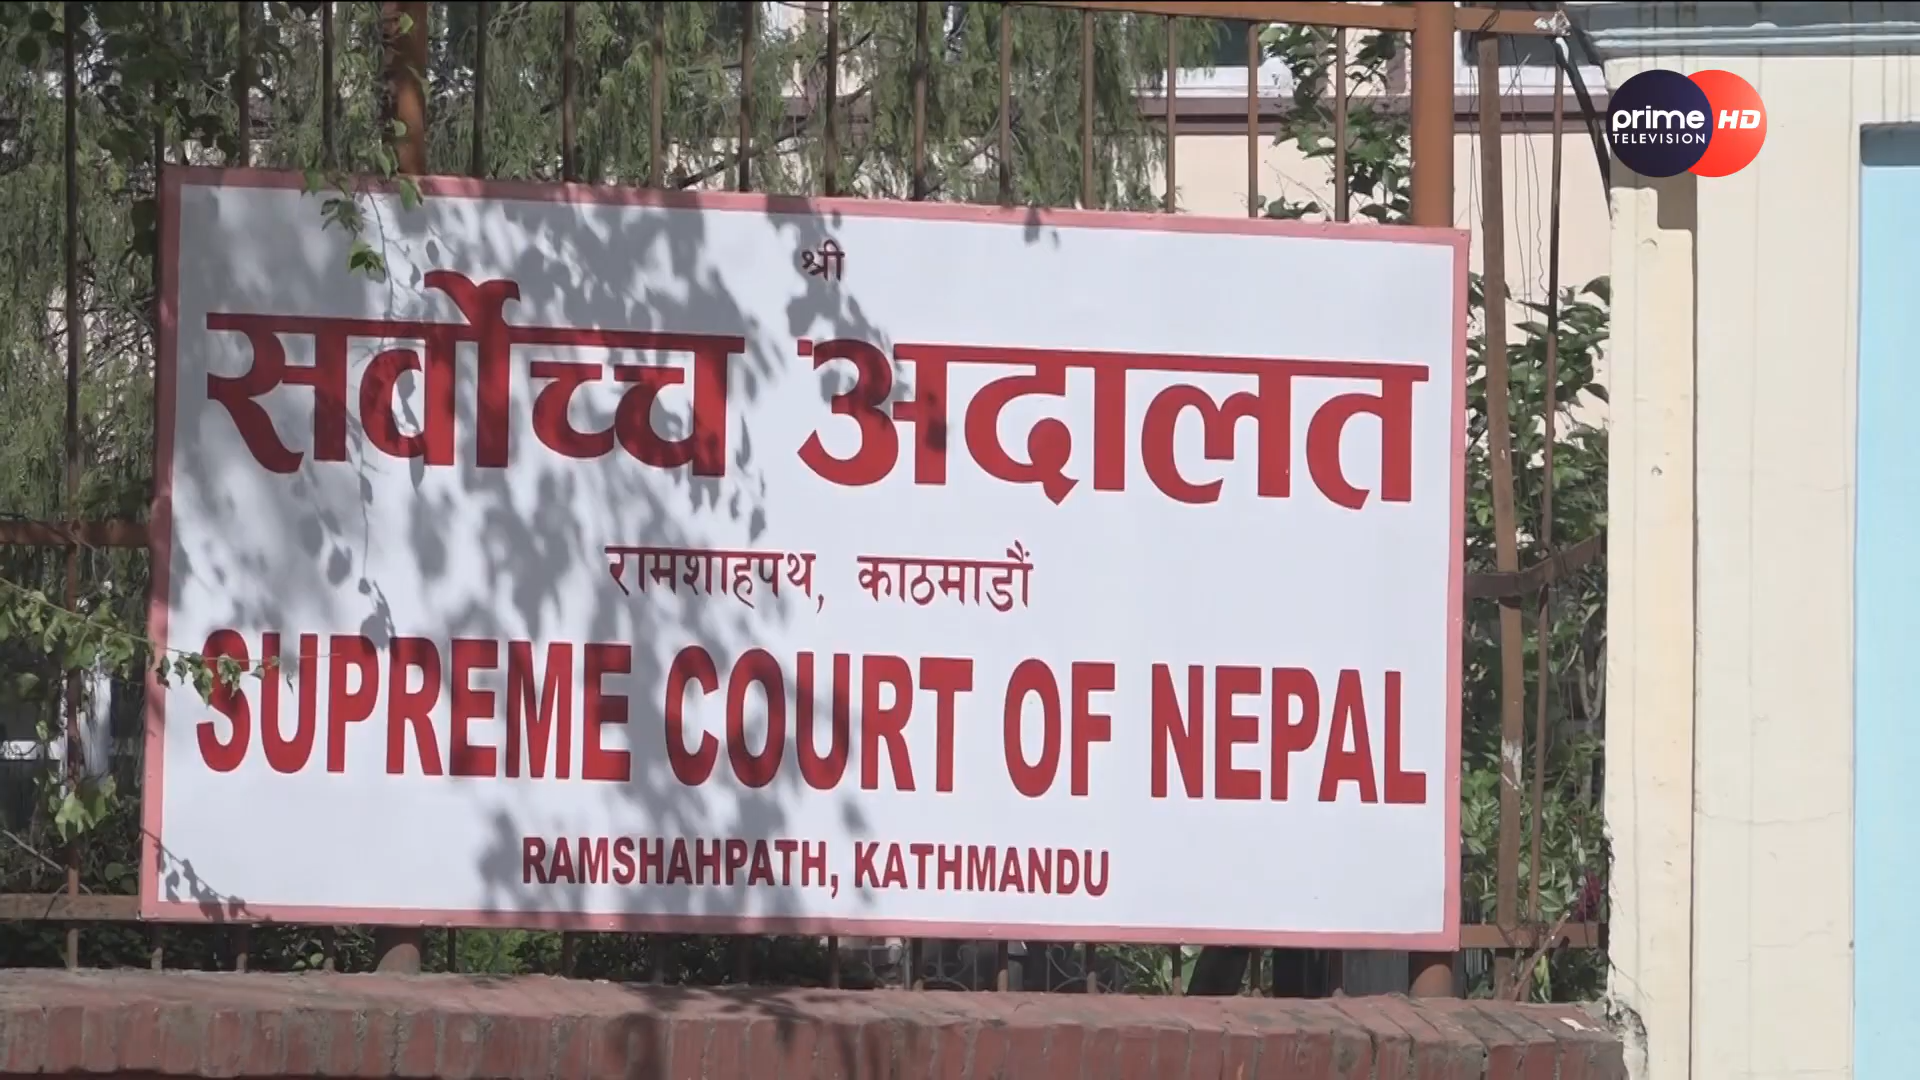 prime HD
TELEVISION
श्री
सर्वोच्च अदालत
रामशाहपथ, काठमाडौं
SUPREME COURT OF NEPAL
RAMSHAHPATH, KATHMANDU